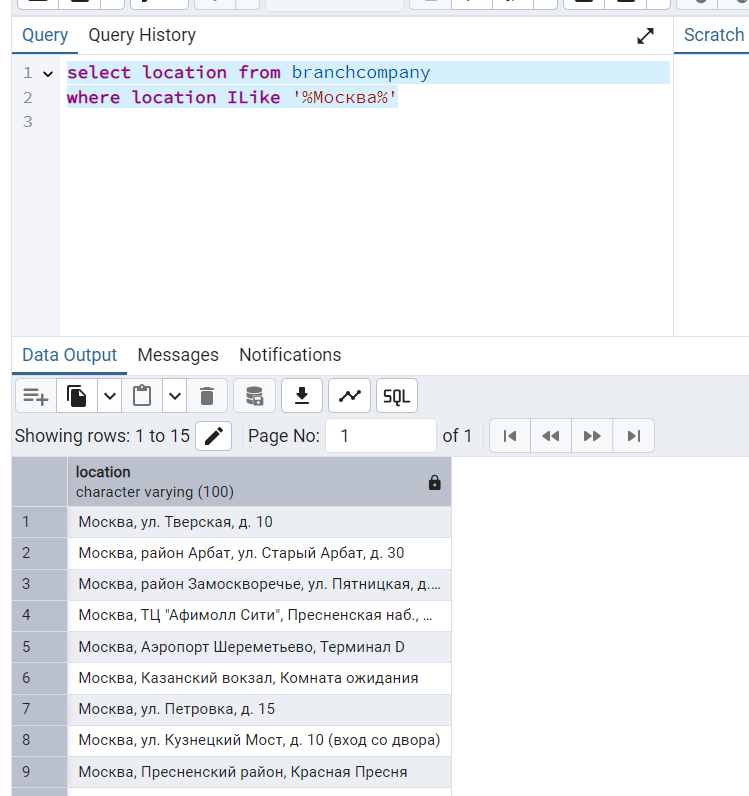 Query Query History Scratch
1 select location from branchcompany
2 where location ILike '%Москва%'
3
Data Output Messages Notifications
SQL
Showing rows: 1 to 15 Page No: 1 of 1
location
character varying (100)
1 Москва, ул. Тверская, д. 10
2 Москва, район Арбат, ул. Старый Арбат, д. 30
3 Москва, район Замоскворечье, ул. Пятницкая, д....
4 Москва, ТЦ "Афимолл Сити", Пресненская наб., ...
5 Москва, Аэропорт Шереметьево, Терминал D
6 Москва, Казанский вокзал, Комната ожидания
7 Москва, ул. Петровка, д. 15
8 Москва, ул. Кузнецкий Мост, д. 10 (вход со двора)
9 Москва, Пресненский район, Красная Пресня